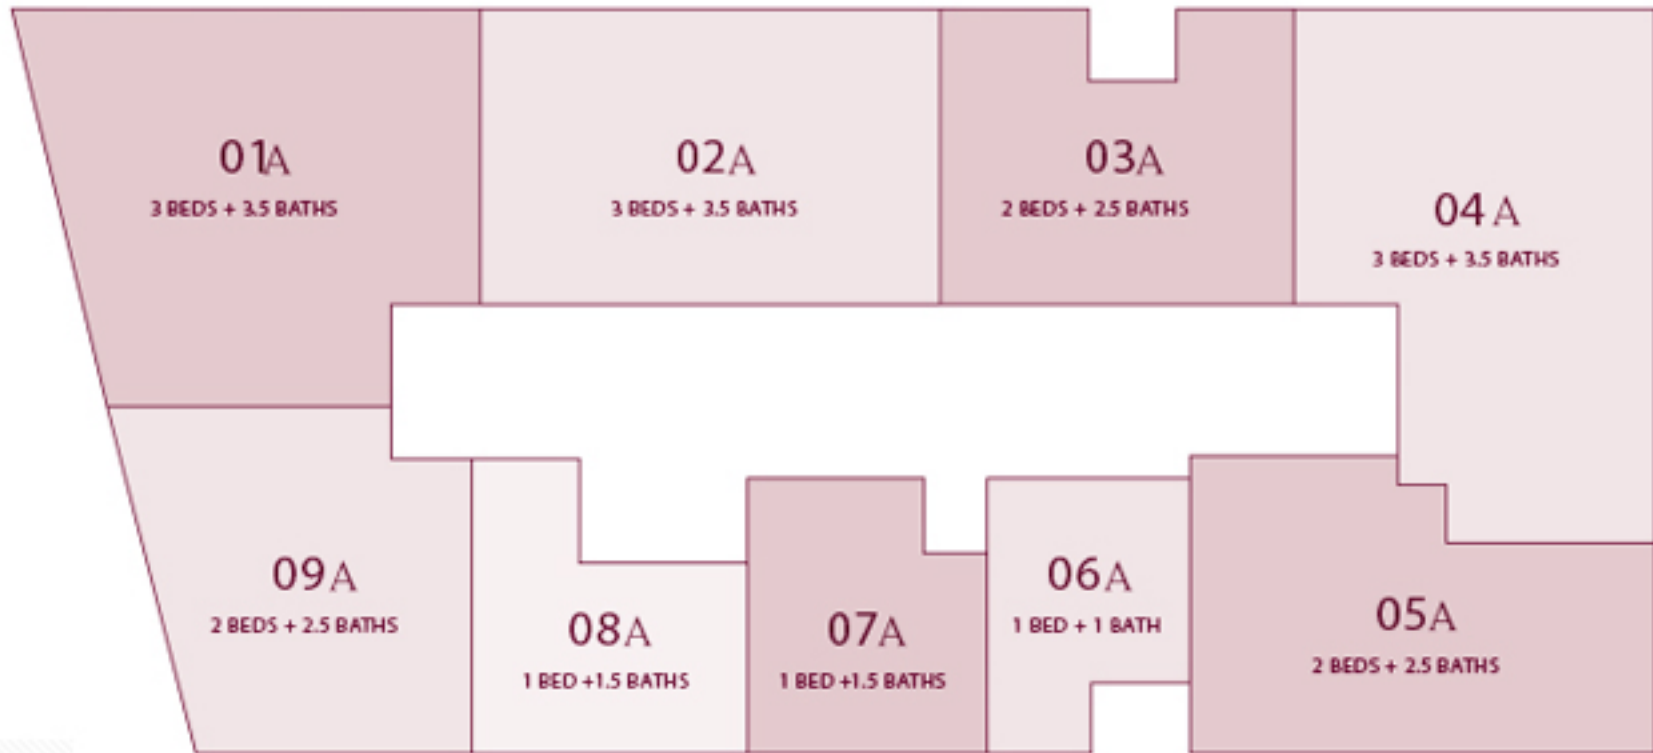 01A
3 BEDS + 3.5 BATHS
02A
3 BEDS + 3.5 BATHS
03A
2 BEDS + 2.5 BATHS
04 A
3 BEDS + 3.5 BATHS
09A
2 BEDS + 2.5 BATHS
08A
1 BED +1.5 BATHS
07A
1 BED +1.5 BATHS
06A
1 BED + 1 BATH
05A
2 BEDS + 2.5 BATHS